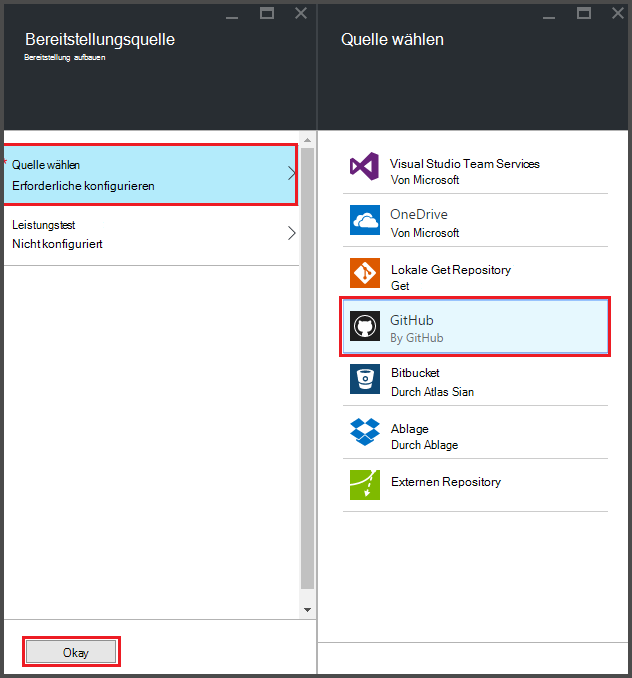 Bereitstellungsquelle
Bereitstellung aufbauen
* Quelle wählen
Erforderliche konfigurieren
Leistungstest
Nicht konfiguriert
Okay
Quelle wählen
Visual Studio Team Services
Von Microsoft
OneDrive
Von Microsoft
Lokale Get Repository
Get
GitHub
By GitHub
Bitbucket
Durch Atlas Sian
Ablage
Durch Ablage
Externen Repository